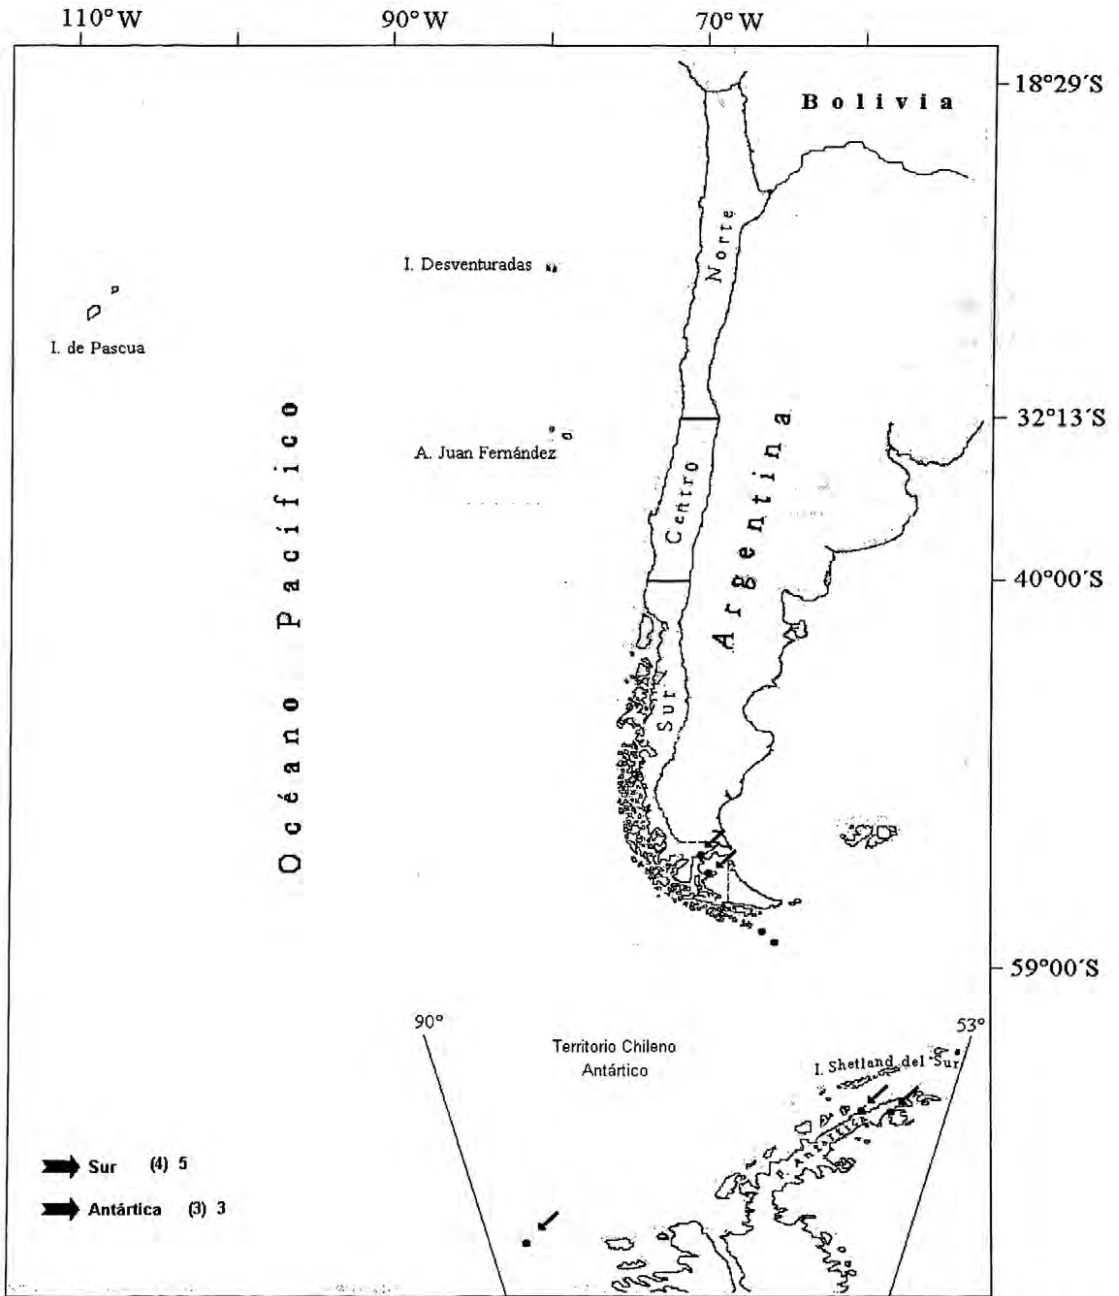 110° W 90° W 70° W
18°29´S
Bolivia
Norte
I. Desventuradas
I. de Pascua
32°13´S
A. Juan Fernández
Centro
Argentina
Océano Pacífico
40°00´S
Sur
59°00´S
90° 53°
Territorio Chileno
Antártico
I. Shetland del Sur
Sur (4) 5
Antártica (3) 3